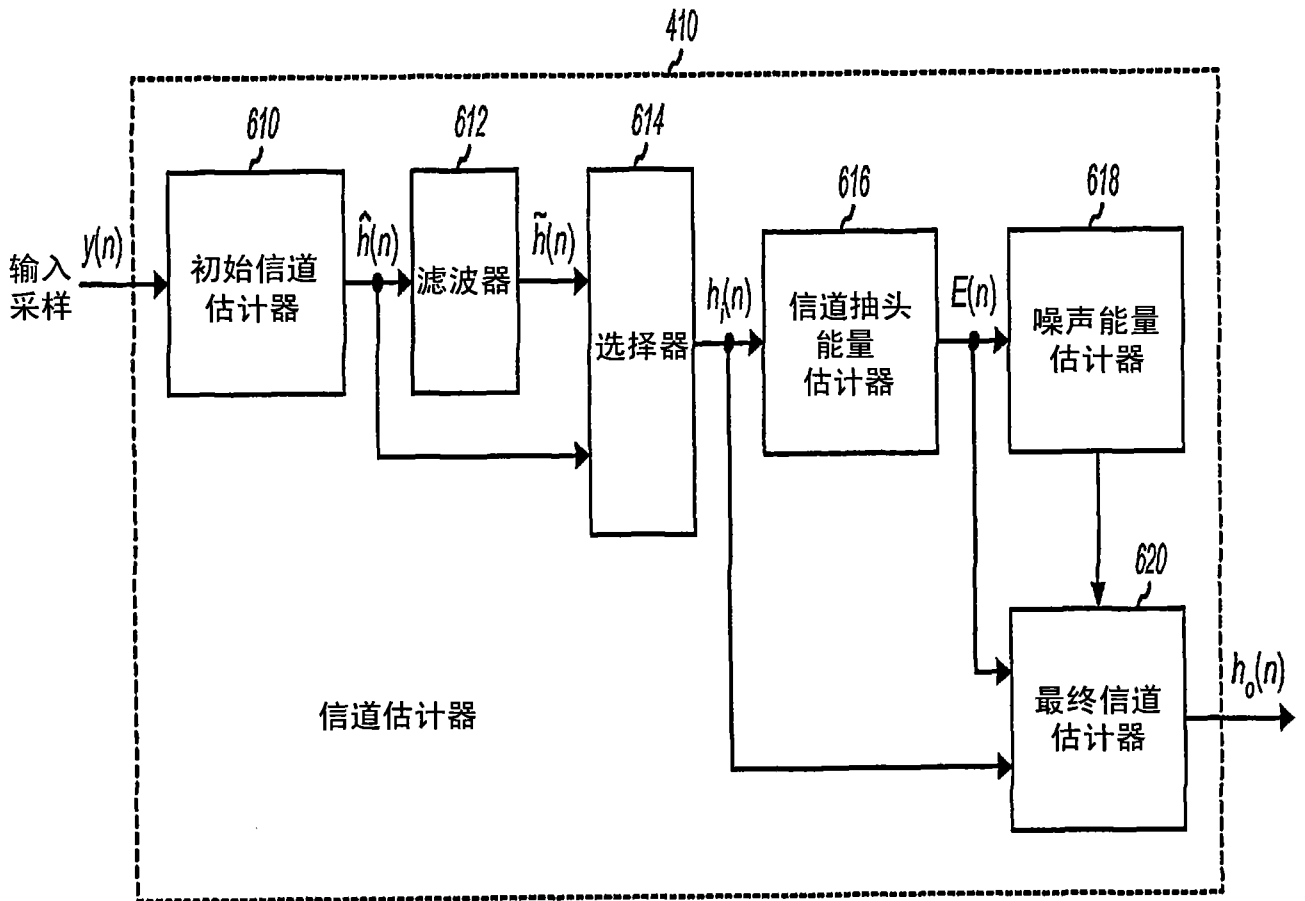 410
610
612
614
616
618
输入
采样
y(n)
初始信道
估计器
ĥ(n)
滤波器
h̃(n)
选择器
hᵢ(n)
信道抽头
能量
估计器
E(n)
噪声能量
估计器
620
最终信道
估计器
hₒ(n)
信道估计器